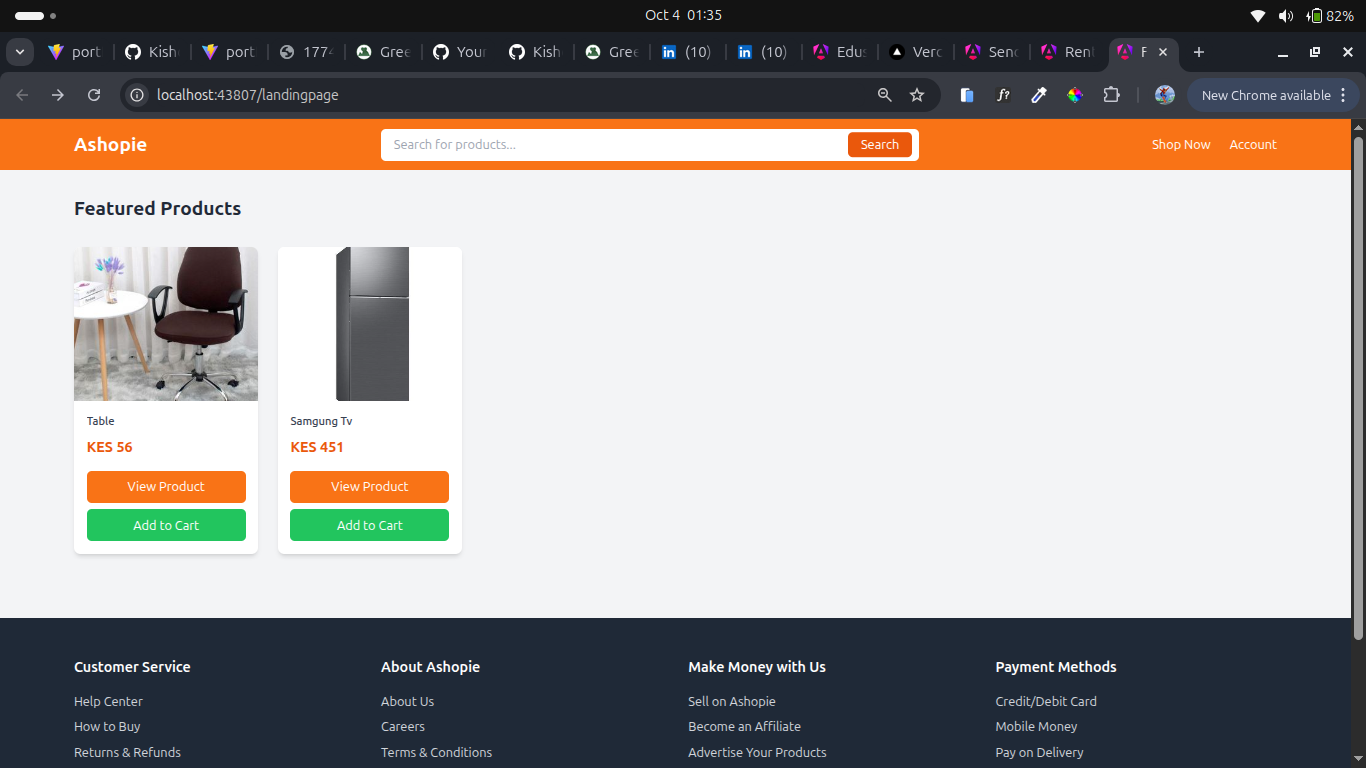 Oct 4 01:35
82%
port
Kish
port
1774
Gree
Your
Kish
Gree
(10)
(10)
Edus
Verc
Send
Rent
F
localhost:43807/landingpage
f?
New Chrome available
Ashopie
Search for products...
Search
Shop Now
Account
Featured Products
Table
KES 56
View Product
Add to Cart
Samgung Tv
KES 451
View Product
Add to Cart
Customer Service
Help Center
How to Buy
Returns & Refunds
About Ashopie
About Us
Careers
Terms & Conditions
Make Money with Us
Sell on Ashopie
Become an Affiliate
Advertise Your Products
Payment Methods
Credit/Debit Card
Mobile Money
Pay on Delivery